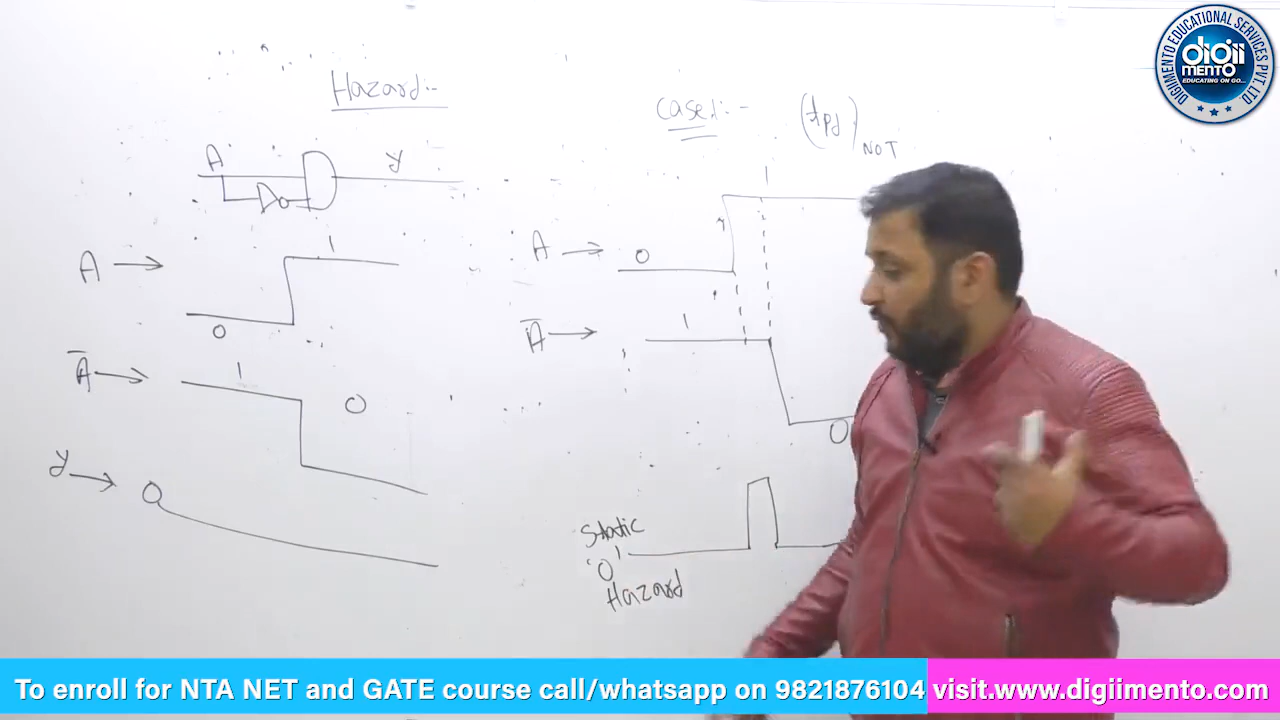 DIGIIMENTO EDUCATIONAL SERVICES PVT. LTD
digii
MENTO
EDUCATING ON GO...
Hazard:-
A
y
A → 0 1
A̅ → 1 0
y → 0
Case 1:-
(tpd)NOT
A → 0 1
A̅ → 1 0
Static
'0'
Hazard
To enroll for NTA NET and GATE course call/whatsapp on 9821876104 visit.www.digiimento.com